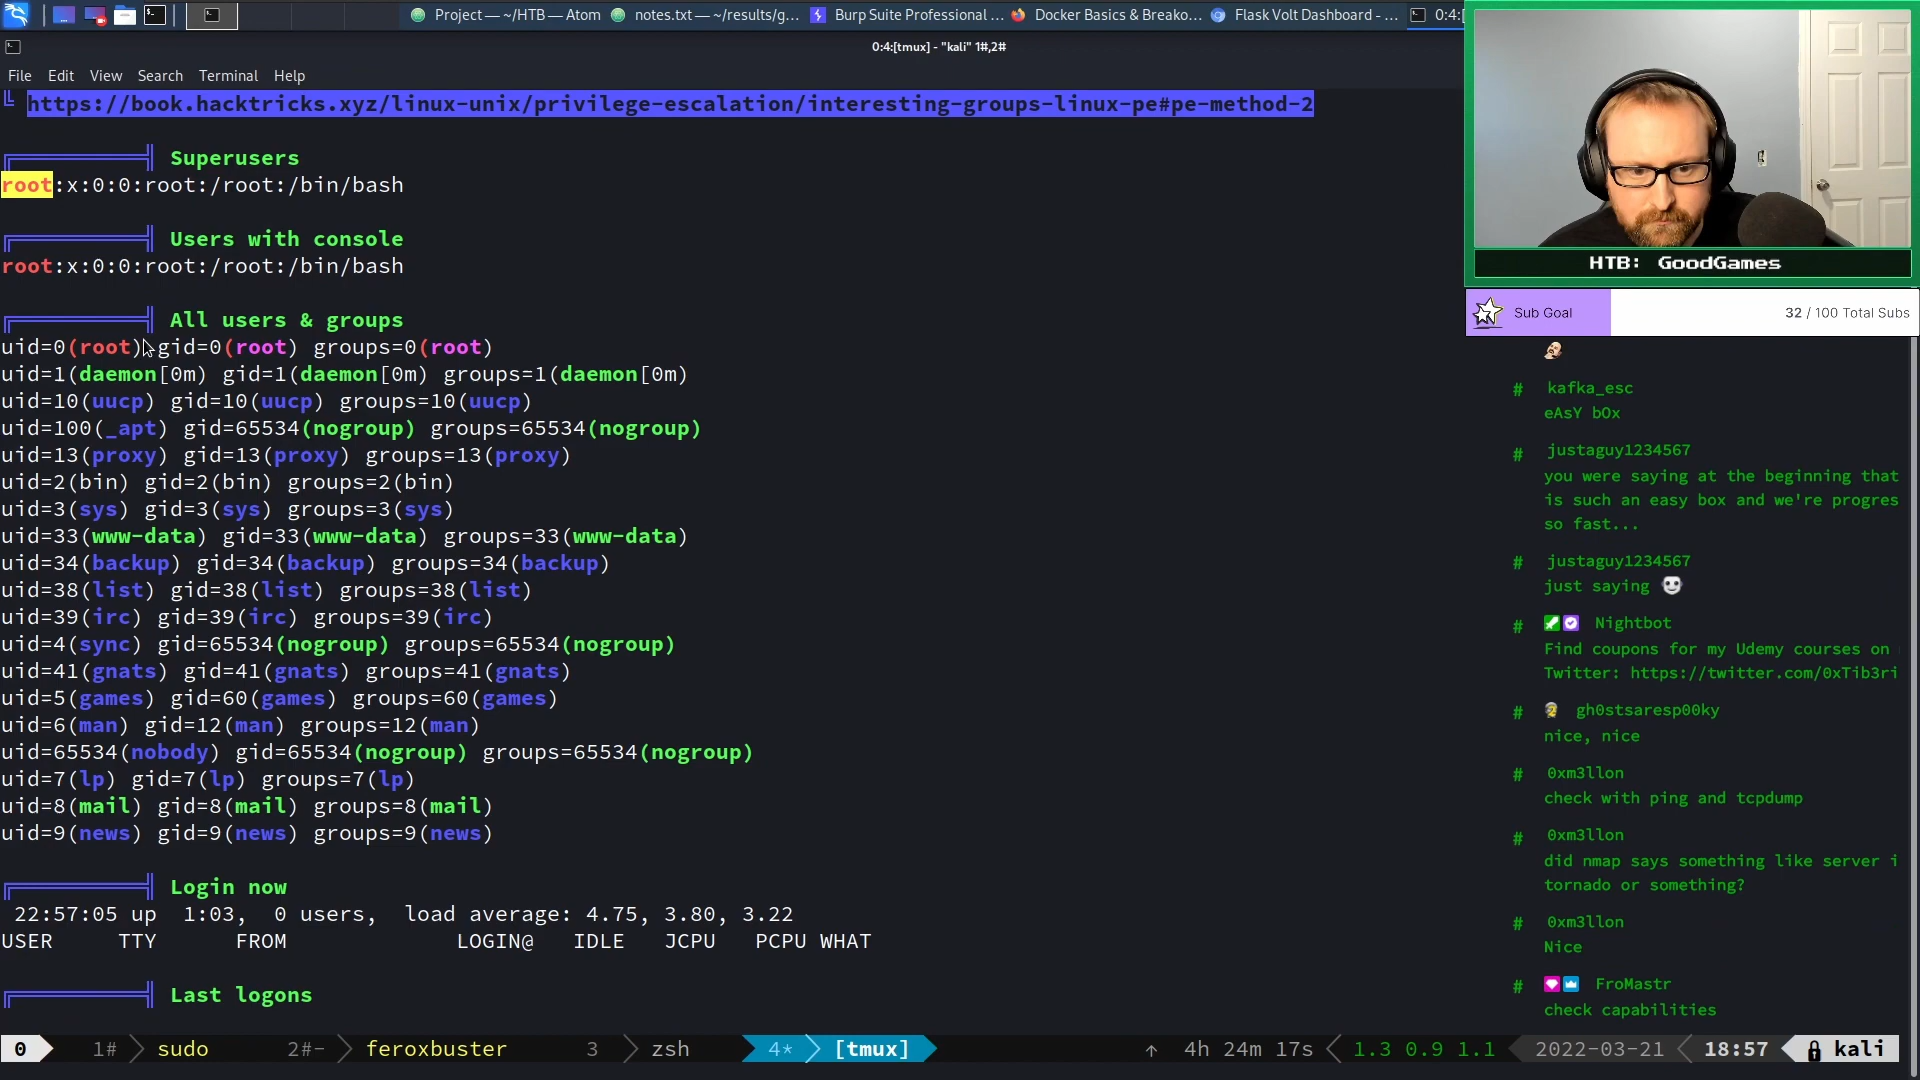 Project — ~/HTB — Atom
notes.txt — ~/results/g...
Burp Suite Professional ...
Docker Basics & Breako...
Flask Volt Dashboard - ...
0:4:[
0:4:[tmux] - "kali" 1#,2#
File Edit View Search Terminal Help
https://book.hacktricks.xyz/linux-unix/privilege-escalation/interesting-groups-linux-pe#pe-method-2
Superusers
root:x:0:0:root:/root:/bin/bash
Users with console
root:x:0:0:root:/root:/bin/bash
All users & groups
uid=0(root) gid=0(root) groups=0(root)
uid=1(daemon[0m) gid=1(daemon[0m) groups=1(daemon[0m)
uid=10(uucp) gid=10(uucp) groups=10(uucp)
uid=100(_apt) gid=65534(nogroup) groups=65534(nogroup)
uid=13(proxy) gid=13(proxy) groups=13(proxy)
uid=2(bin) gid=2(bin) groups=2(bin)
uid=3(sys) gid=3(sys) groups=3(sys)
uid=33(www-data) gid=33(www-data) groups=33(www-data)
uid=34(backup) gid=34(backup) groups=34(backup)
uid=38(list) gid=38(list) groups=38(list)
uid=39(irc) gid=39(irc) groups=39(irc)
uid=4(sync) gid=65534(nogroup) groups=65534(nogroup)
uid=41(gnats) gid=41(gnats) groups=41(gnats)
uid=5(games) gid=60(games) groups=60(games)
uid=6(man) gid=12(man) groups=12(man)
uid=65534(nobody) gid=65534(nogroup) groups=65534(nogroup)
uid=7(lp) gid=7(lp) groups=7(lp)
uid=8(mail) gid=8(mail) groups=8(mail)
uid=9(news) gid=9(news) groups=9(news)
Login now
22:57:05 up 1:03, 0 users, load average: 4.75, 3.80, 3.22
USER TTY FROM LOGIN@ IDLE JCPU PCPU WHAT
Last logons
0 1# sudo 2#- feroxbuster 3 zsh 4* [tmux] ↑ 4h 24m 17s 1.3 0.9 1.1 2022-03-21 18:57 kali
HTB: GoodGames
Sub Goal 32 / 100 Total Subs
# kafka_esc
eAsY bOx
# justaguy1234567
you were saying at the beginning that
is such an easy box and we're progres
so fast...
# justaguy1234567
just saying
# Nightbot
Find coupons for my Udemy courses on
Twitter: https://twitter.com/0xTib3ri
# gh0stsaresp00ky
nice, nice
# 0xm3llon
check with ping and tcpdump
# 0xm3llon
did nmap says something like server i
tornado or something?
# 0xm3llon
Nice
# FroMastr
check capabilities